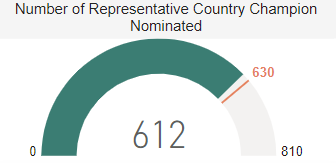 Number of Representative Country Champion
Nominated
630
612
0
810